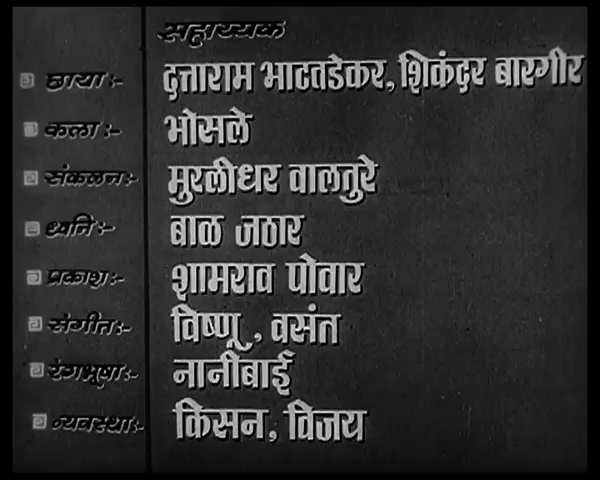 सहाय्यक
छाया :- दत्ताराम भाटवडेकर, शिकंदर बारगीर
कला :- भोसले
संकलन :- मुरलीधर वालतुरे
ध्वनि :- बाळ जठार
प्रकाश :- शामराव पोवार
संगीत :- विष्णू, वसंत
रंगभूषा :- नानीबाई
व्यवस्था :- किसन, विजय